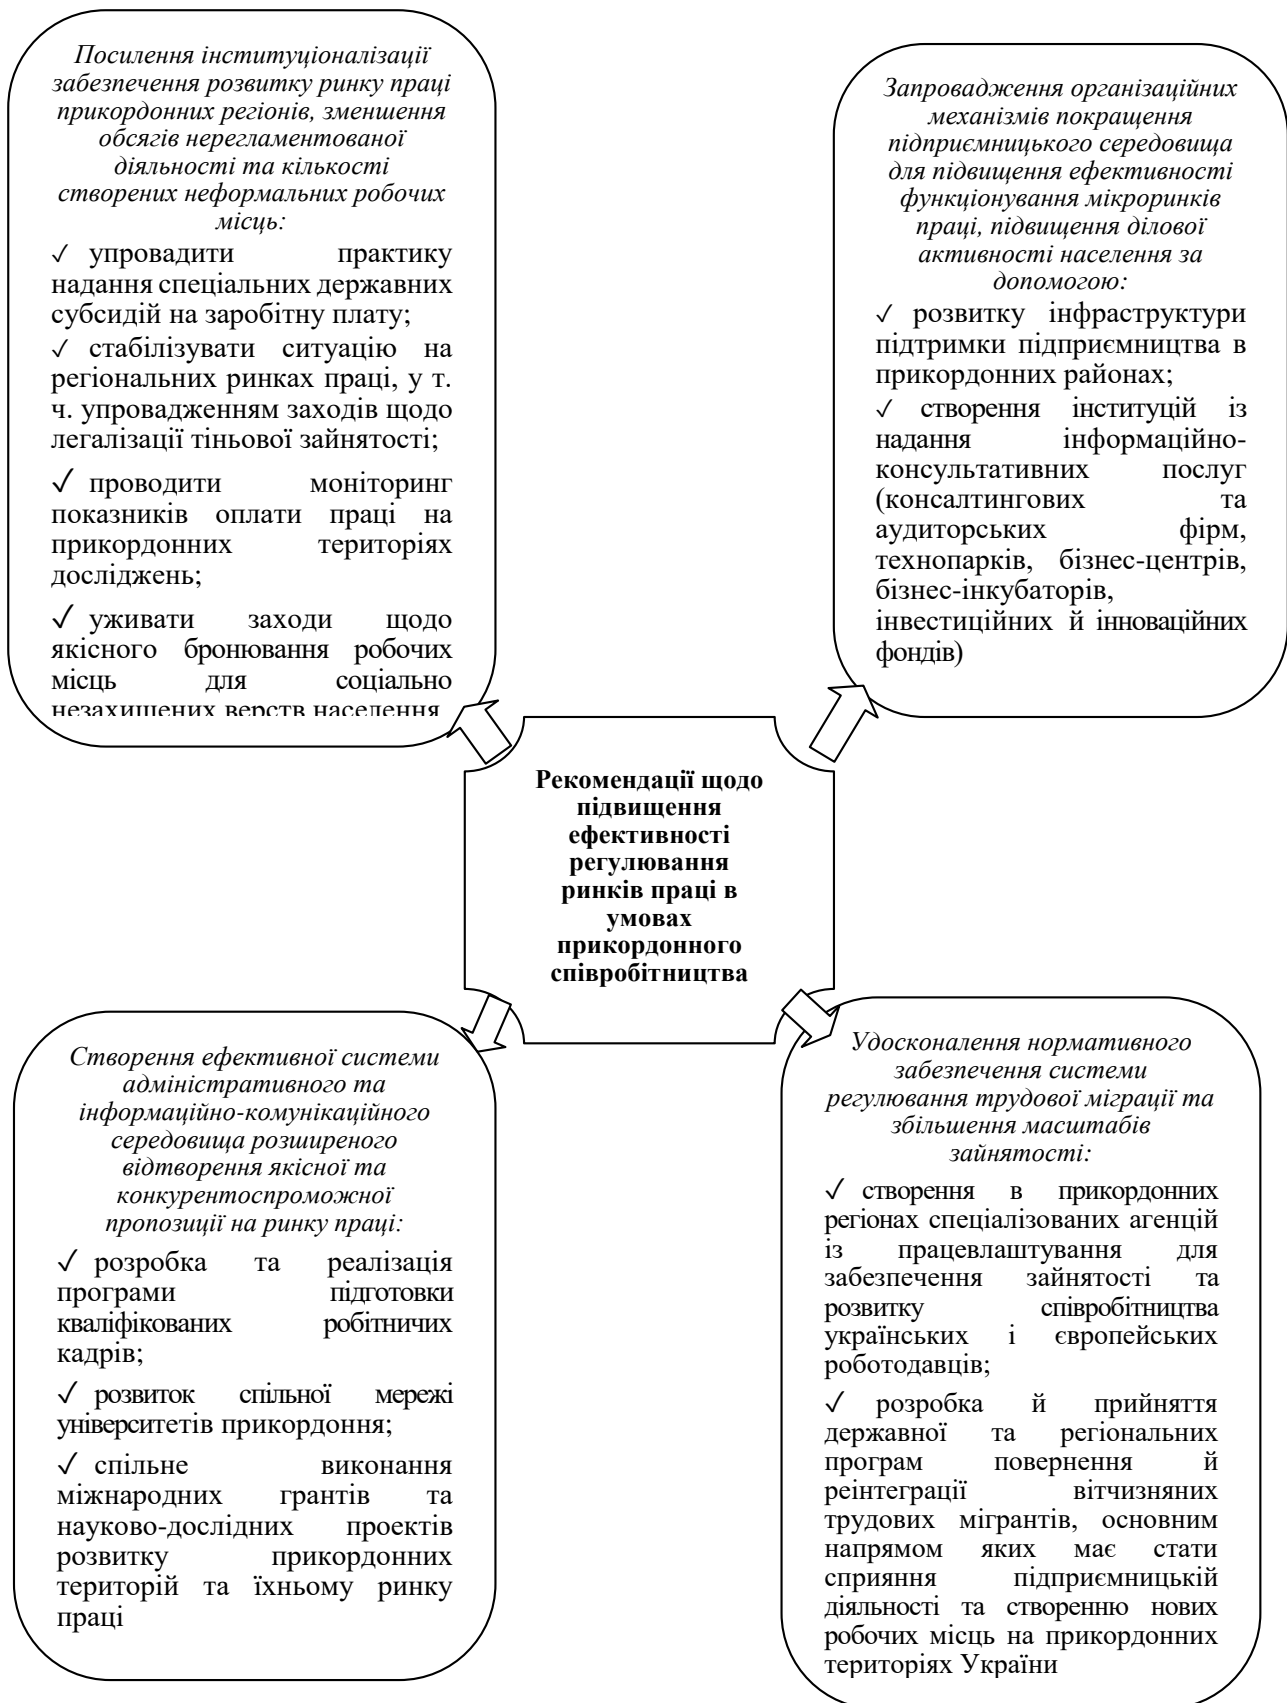 Посилення інституціоналізації
забезпечення розвитку ринку праці
прикордонних регіонів, зменшення
обсягів нерегламентованої
діяльності та кількості
створених неформальних робочих
місць:
✓ упровадити практику
надання спеціальних державних
субсидій на заробітну плату;
✓ стабілізувати ситуацію на
регіональних ринках праці, у т.
ч. упровадженням заходів щодо
легалізації тіньової зайнятості;
✓ проводити моніторинг
показників оплати праці на
прикордонних територіях
досліджень;
✓ уживати заходи щодо
якісного бронювання робочих
місць для соціально
незахищених верств населення
Запровадження організаційних
механізмів покращення
підприємницького середовища
для підвищення ефективності
функціонування мікроринків
праці, підвищення ділової
активності населення за
допомогою:
✓ розвитку інфраструктури
підтримки підприємництва в
прикордонних районах;
✓ створення інституцій із
надання інформаційно-
консультативних послуг
(консалтингових та
аудиторських фірм,
технопарків, бізнес-центрів,
бізнес-інкубаторів,
інвестиційних й інноваційних
фондів)
Рекомендації щодо
підвищення
ефективності
регулювання
ринків праці в
умовах
прикордонного
співробітництва
Створення ефективної системи
адміністративного та
інформаційно-комунікаційного
середовища розширеного
відтворення якісної та
конкурентоспроможної
пропозиції на ринку праці:
✓ розробка та реалізація
програми підготовки
кваліфікованих робітничих
кадрів;
✓ розвиток спільної мережі
університетів прикордоння;
✓ спільне виконання
міжнародних грантів та
науково-дослідних проектів
розвитку прикордонних
територій та їхньому ринку
праці
Удосконалення нормативного
забезпечення системи
регулювання трудової міграції та
збільшення масштабів
зайнятості:
✓ створення в прикордонних
регіонах спеціалізованих агенцій
із працевлаштування для
забезпечення зайнятості та
розвитку співробітництва
українських і європейських
роботодавців;
✓ розробка й прийняття
державної та регіональних
програм повернення й
реінтеграції вітчизняних
трудових мігрантів, основним
напрямом яких має стати
сприяння підприємницькій
діяльності та створенню нових
робочих місць на прикордонних
територіях України